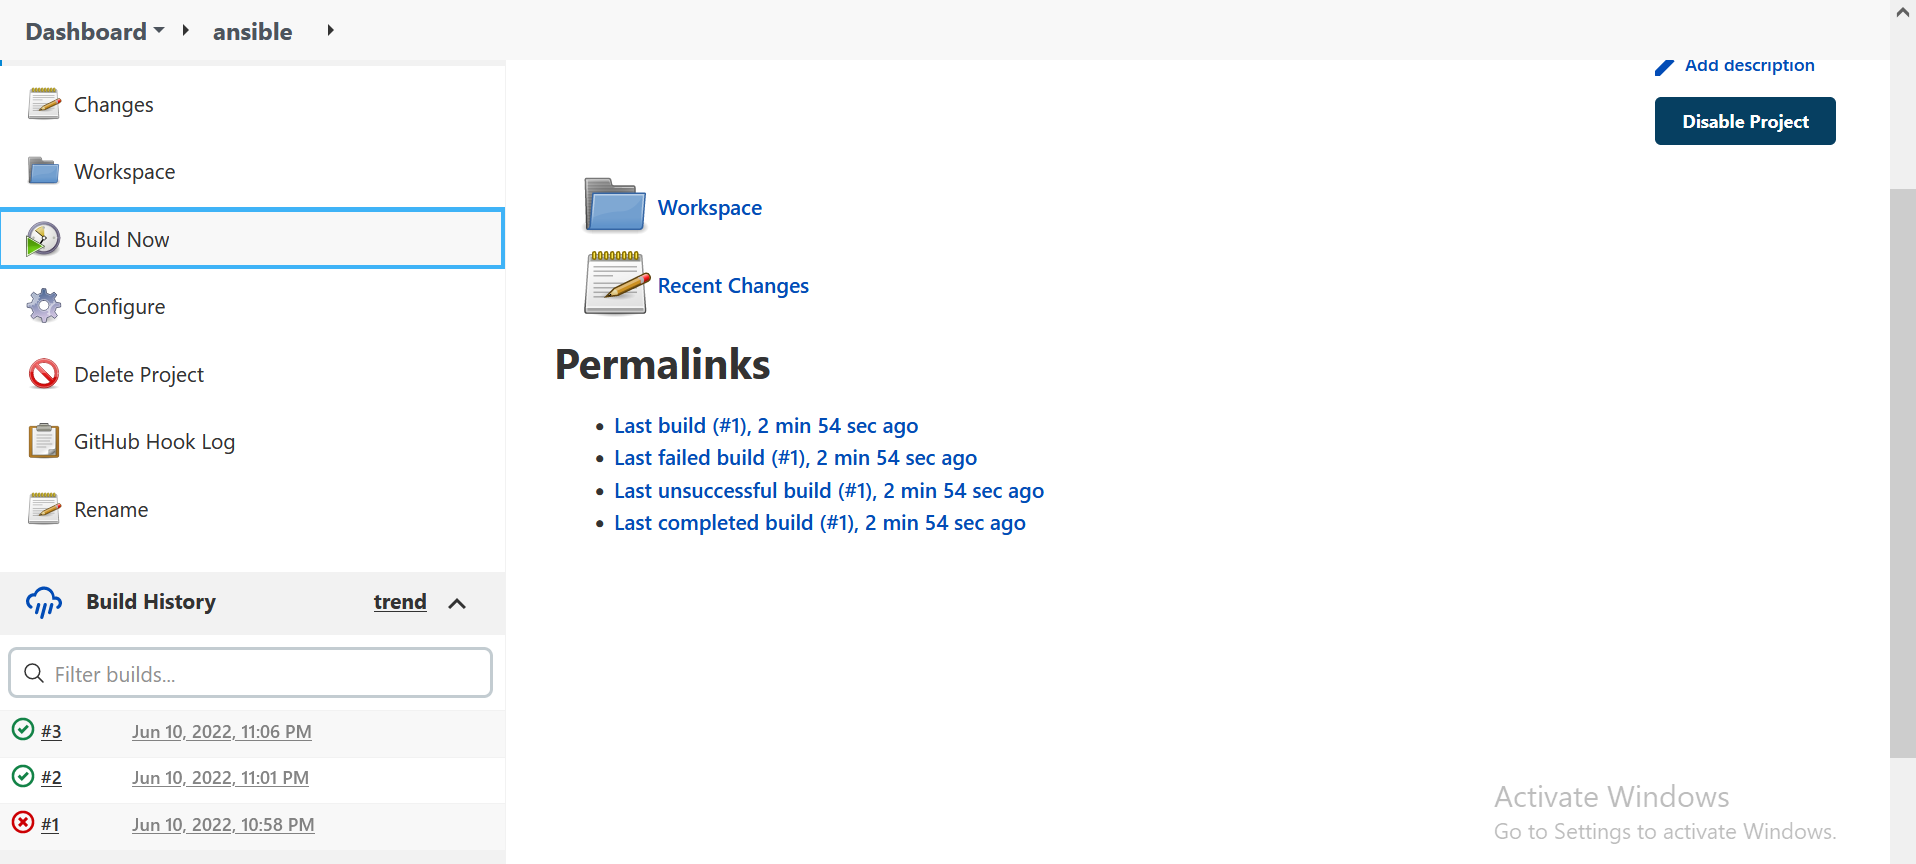 Dashboard ansible
Add description
Disable Project
Changes
Workspace
Build Now
Configure
Delete Project
GitHub Hook Log
Rename
Build History trend
Filter builds...
#3 Jun 10, 2022, 11:06 PM
#2 Jun 10, 2022, 11:01 PM
#1 Jun 10, 2022, 10:58 PM
Workspace
Recent Changes
Permalinks
Last build (#1), 2 min 54 sec ago
Last failed build (#1), 2 min 54 sec ago
Last unsuccessful build (#1), 2 min 54 sec ago
Last completed build (#1), 2 min 54 sec ago
Activate Windows
Go to Settings to activate Windows.